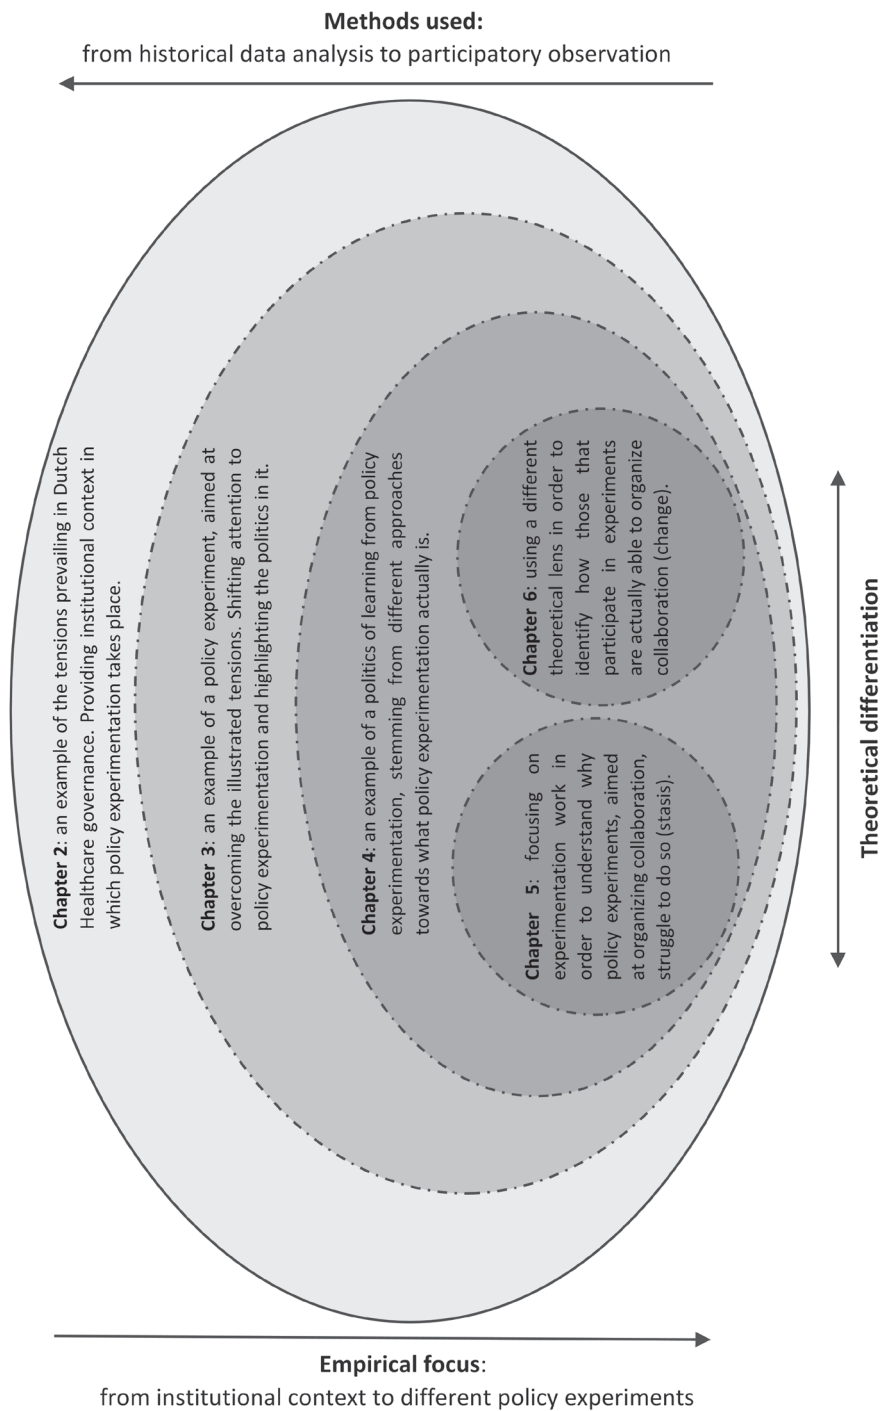 Methods used:
from historical data analysis to participatory observation
Chapter 2: an example of the tensions prevailing in Dutch
Healthcare governance. Providing institutional context in
which policy experimentation takes place.
Chapter 3: an example of a policy experiment, aimed at
overcoming the illustrated tensions. Shifting attention to
policy experimentation and highlighting the politics in it.
Chapter 4: an example of a politics of learning from policy
experimentation, stemming from different approaches
towards what policy experimentation actually is.
Chapter 5: focusing on
experimentation work in
order to understand why
policy experiments, aimed
at organizing collaboration,
struggle to do so (stasis).
Chapter 6: using a different
theoretical lens in order to
identify how those that
participate in experiments
are actually able to organize
collaboration (change).
Theoretical differentiation
Empirical focus:
from institutional context to different policy experiments